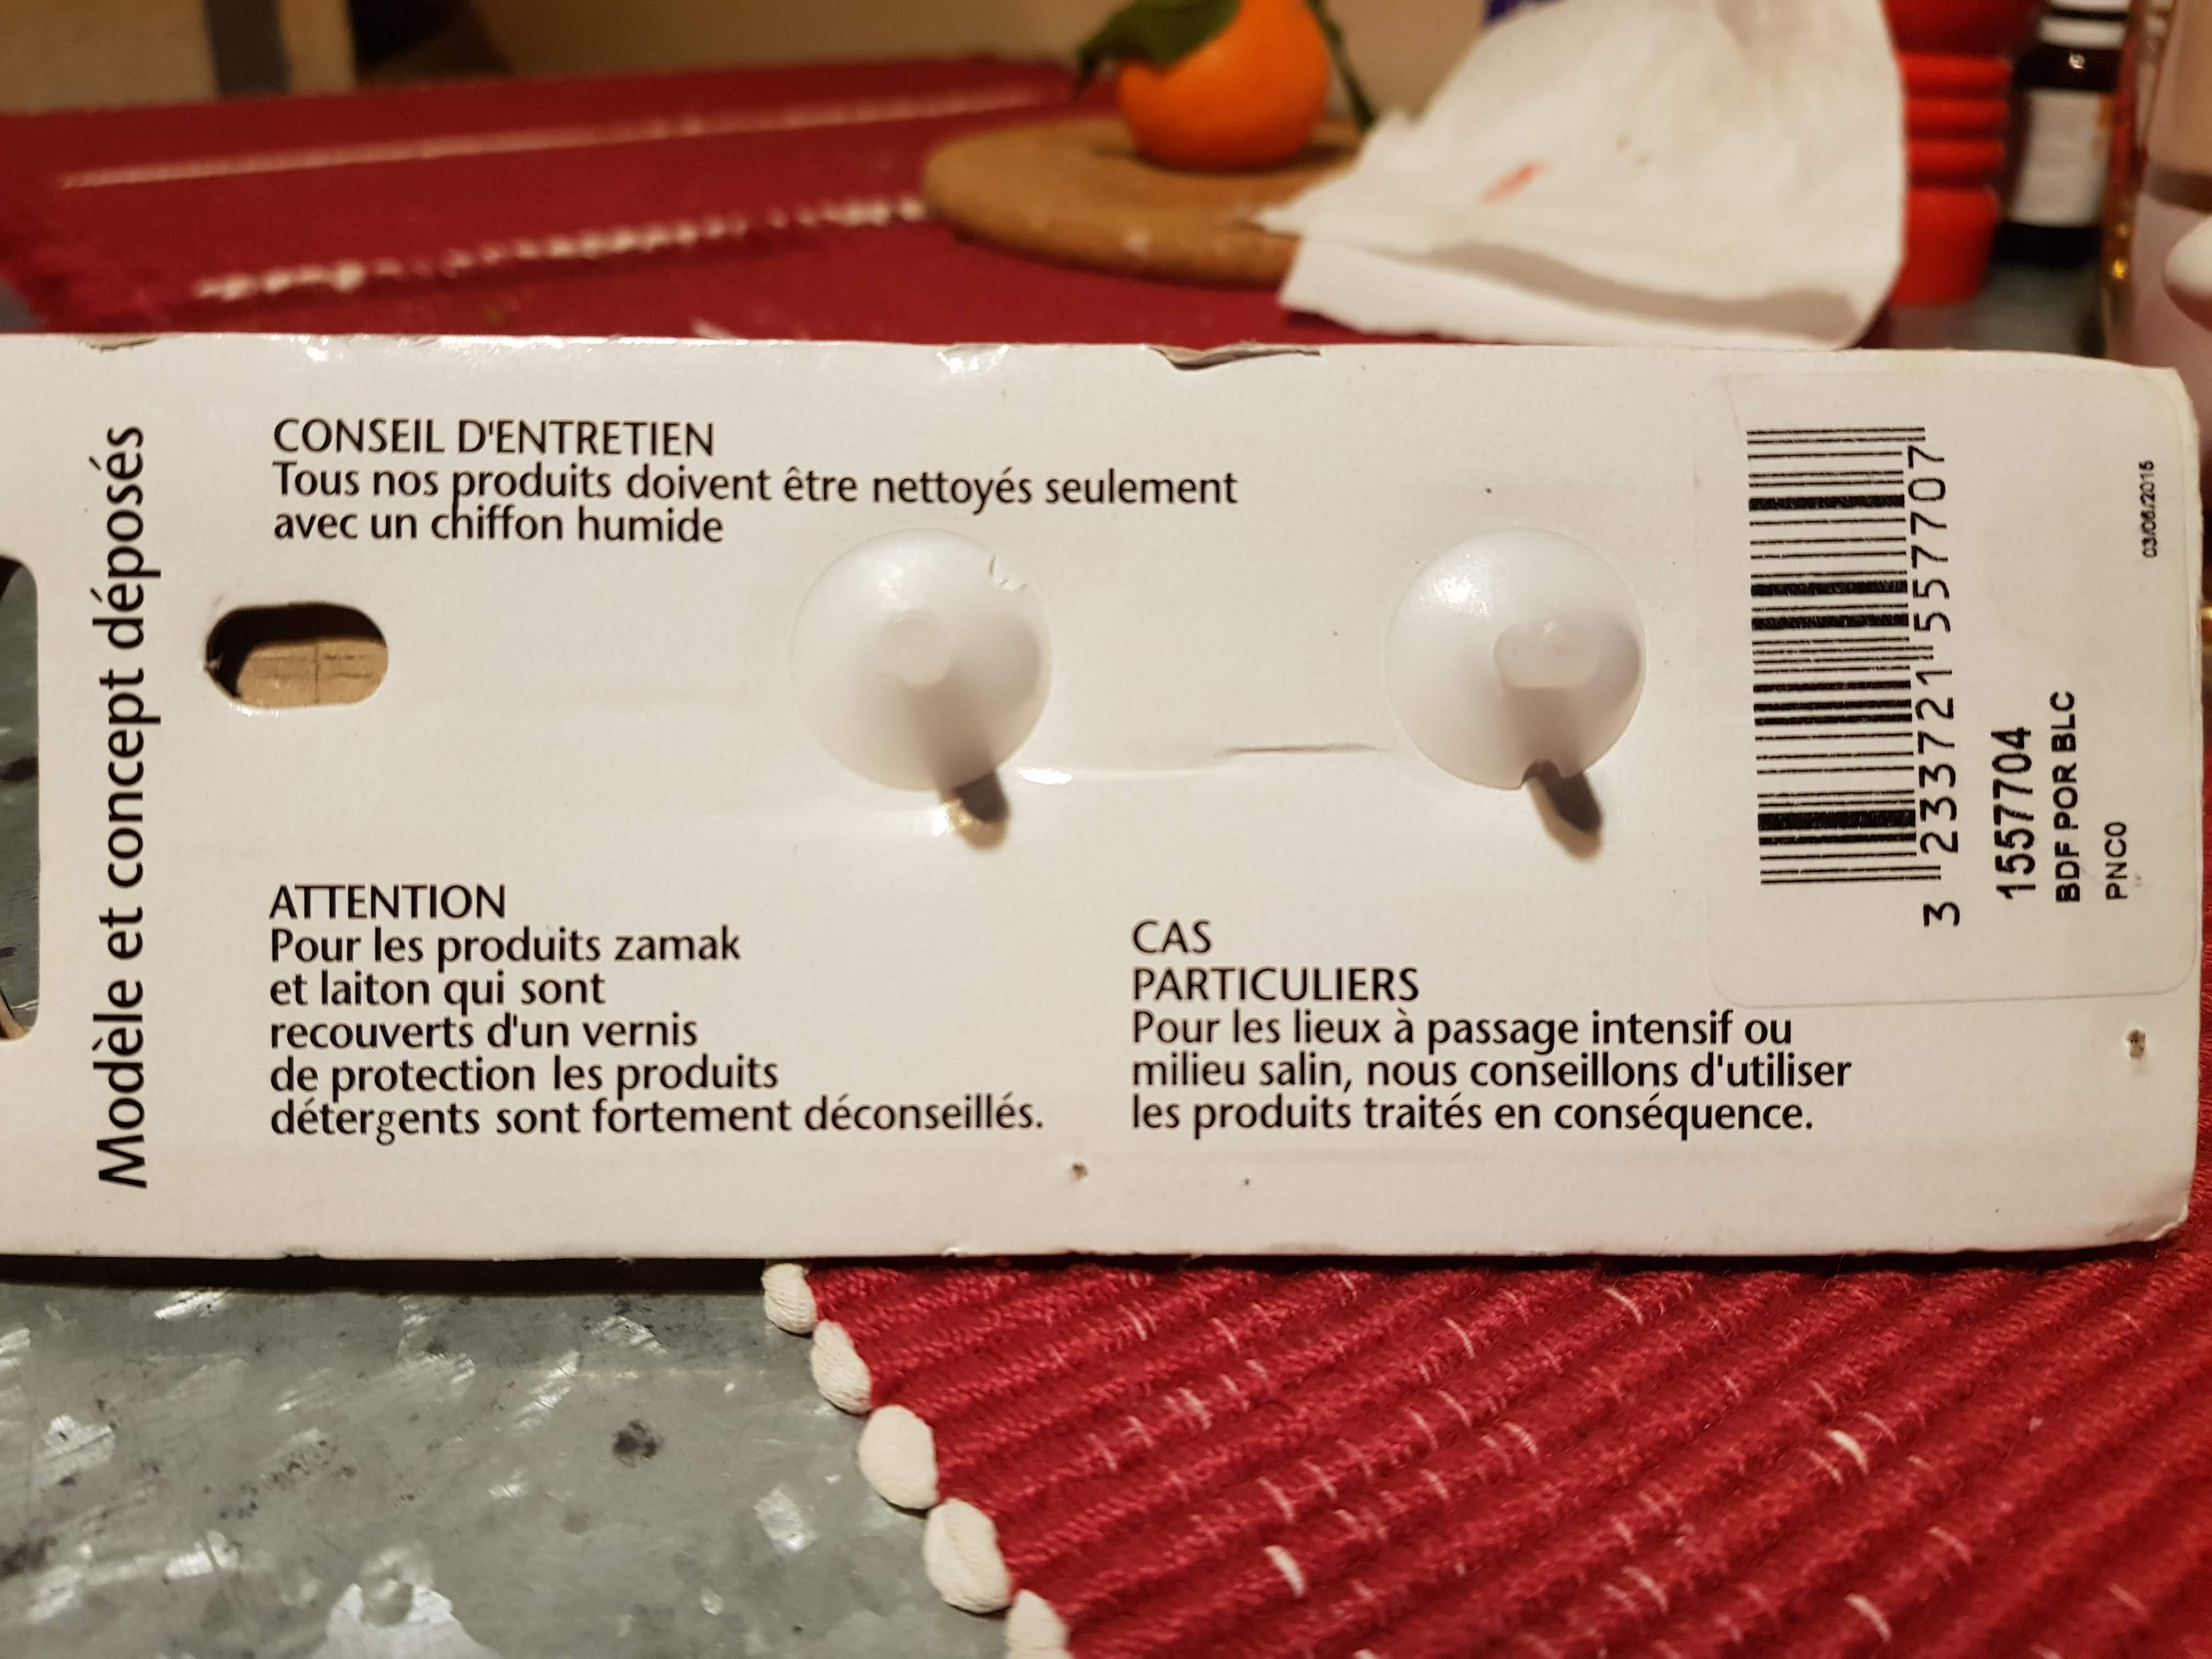 Modèle et concept déposés
CONSEIL D'ENTRETIEN
Tous nos produits doivent être nettoyés seulement
avec un chiffon humide
ATTENTION
Pour les produits zamak
et laiton qui sont
recouverts d'un vernis
de protection les produits
détergents sont fortement déconseillés.
CAS
PARTICULIERS
Pour les lieux à passage intensif ou
milieu salin, nous conseillons d'utiliser
les produits traités en conséquence.
3 233721 557707
1557704
BDF POR BLC
PNC0
03/06/2015